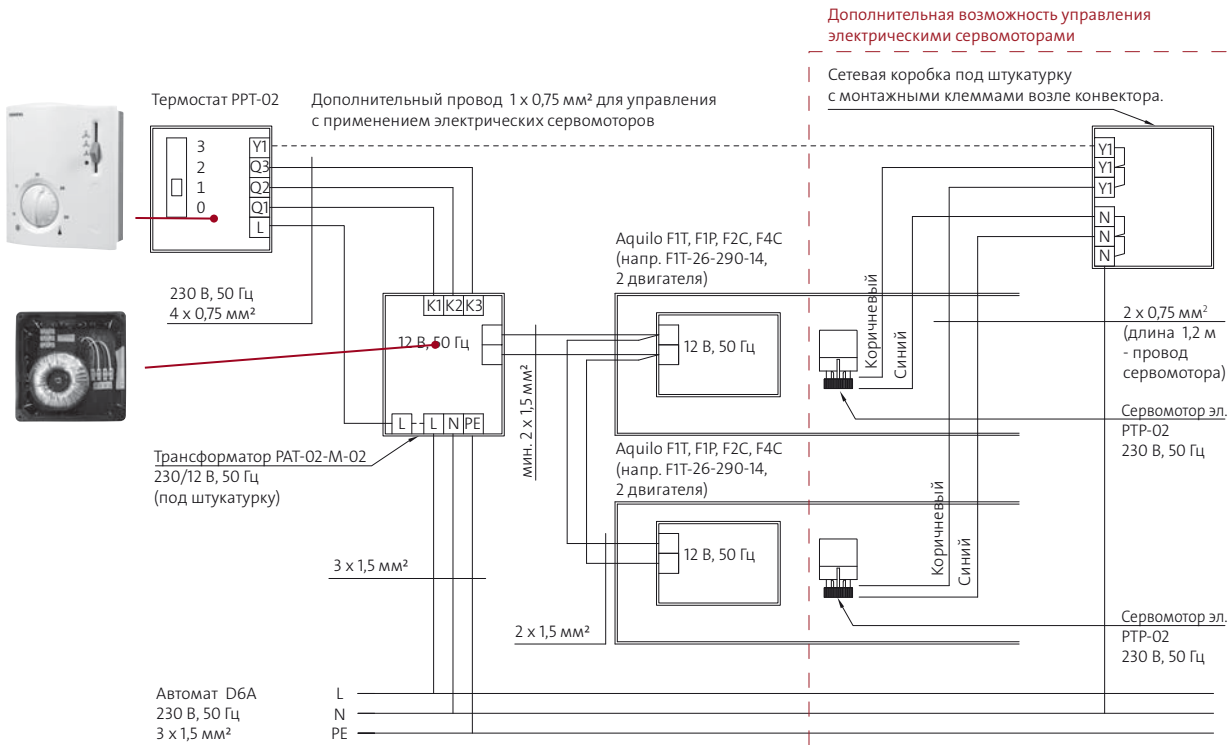 Дополнительная возможность управления
электрическими сервомоторами
Сетевая коробка под штукатурку
с монтажными клеммами возле конвектора.
Термостат PPT-02
Дополнительный провод 1 x 0,75 мм² для управления
с применением электрических сервомоторов
SIEMENS
3
2
1
0
Y1
Q3
Q2
Q1
L
Y1
Y1
Y1
N
N
N
230 В, 50 Гц
4 x 0,75 мм²
K1 K2 K3
12 В, 50 Гц
L L N PE
мин. 2 x 1,5 мм²
Трансформатор PAT-02-M-02
230/12 В, 50 Гц
(под штукатурку)
Aquilo F1T, F1P, F2C, F4C
(напр. F1T-26-290-14,
2 двигателя)
12 В, 50 Гц
Коричневый
Синий
2 x 0,75 мм²
(длина 1,2 м
- провод
сервомотора)
Сервомотор эл.
PTP-02
230 В, 50 Гц
Aquilo F1T, F1P, F2C, F4C
(напр. F1T-26-290-14,
2 двигателя)
12 В, 50 Гц
Коричневый
Синий
3 x 1,5 мм²
2 x 1,5 мм²
Сервомотор эл.
PTP-02
230 В, 50 Гц
Автомат D6A
230 В, 50 Гц
3 x 1,5 мм²
L
N
PE